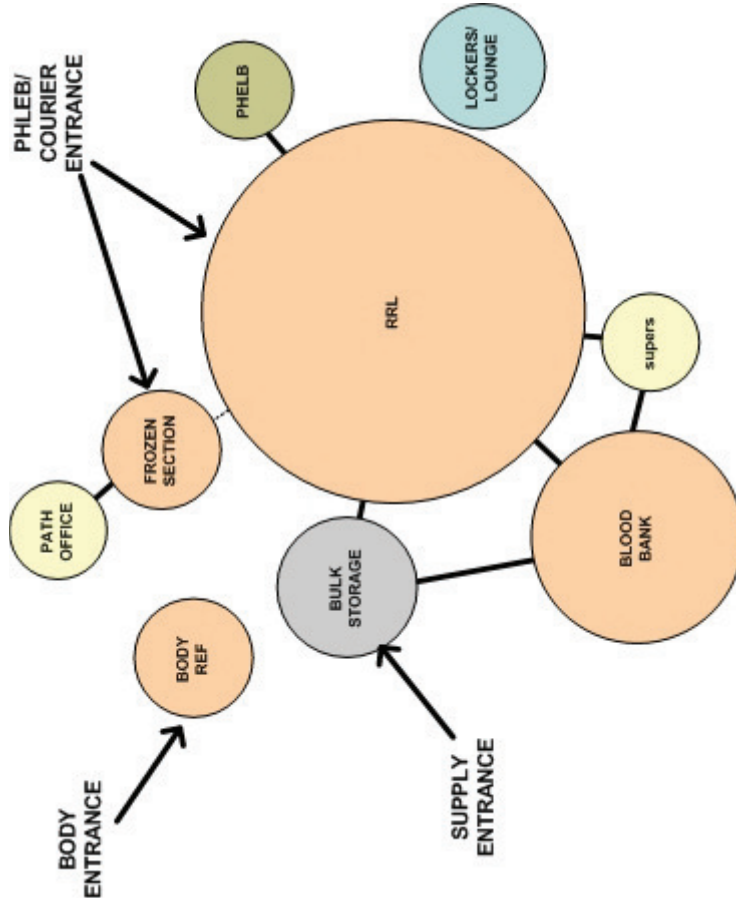 BODY
ENTRANCE
PATH
OFFICE
PHLEB/
COURIER
ENTRANCE
BODY
REF
FROZEN
SECTION
PHELB
BULK
STORAGE
RRL
SUPPLY
ENTRANCE
LOCKERS/
LOUNGE
BLOOD
BANK
supers